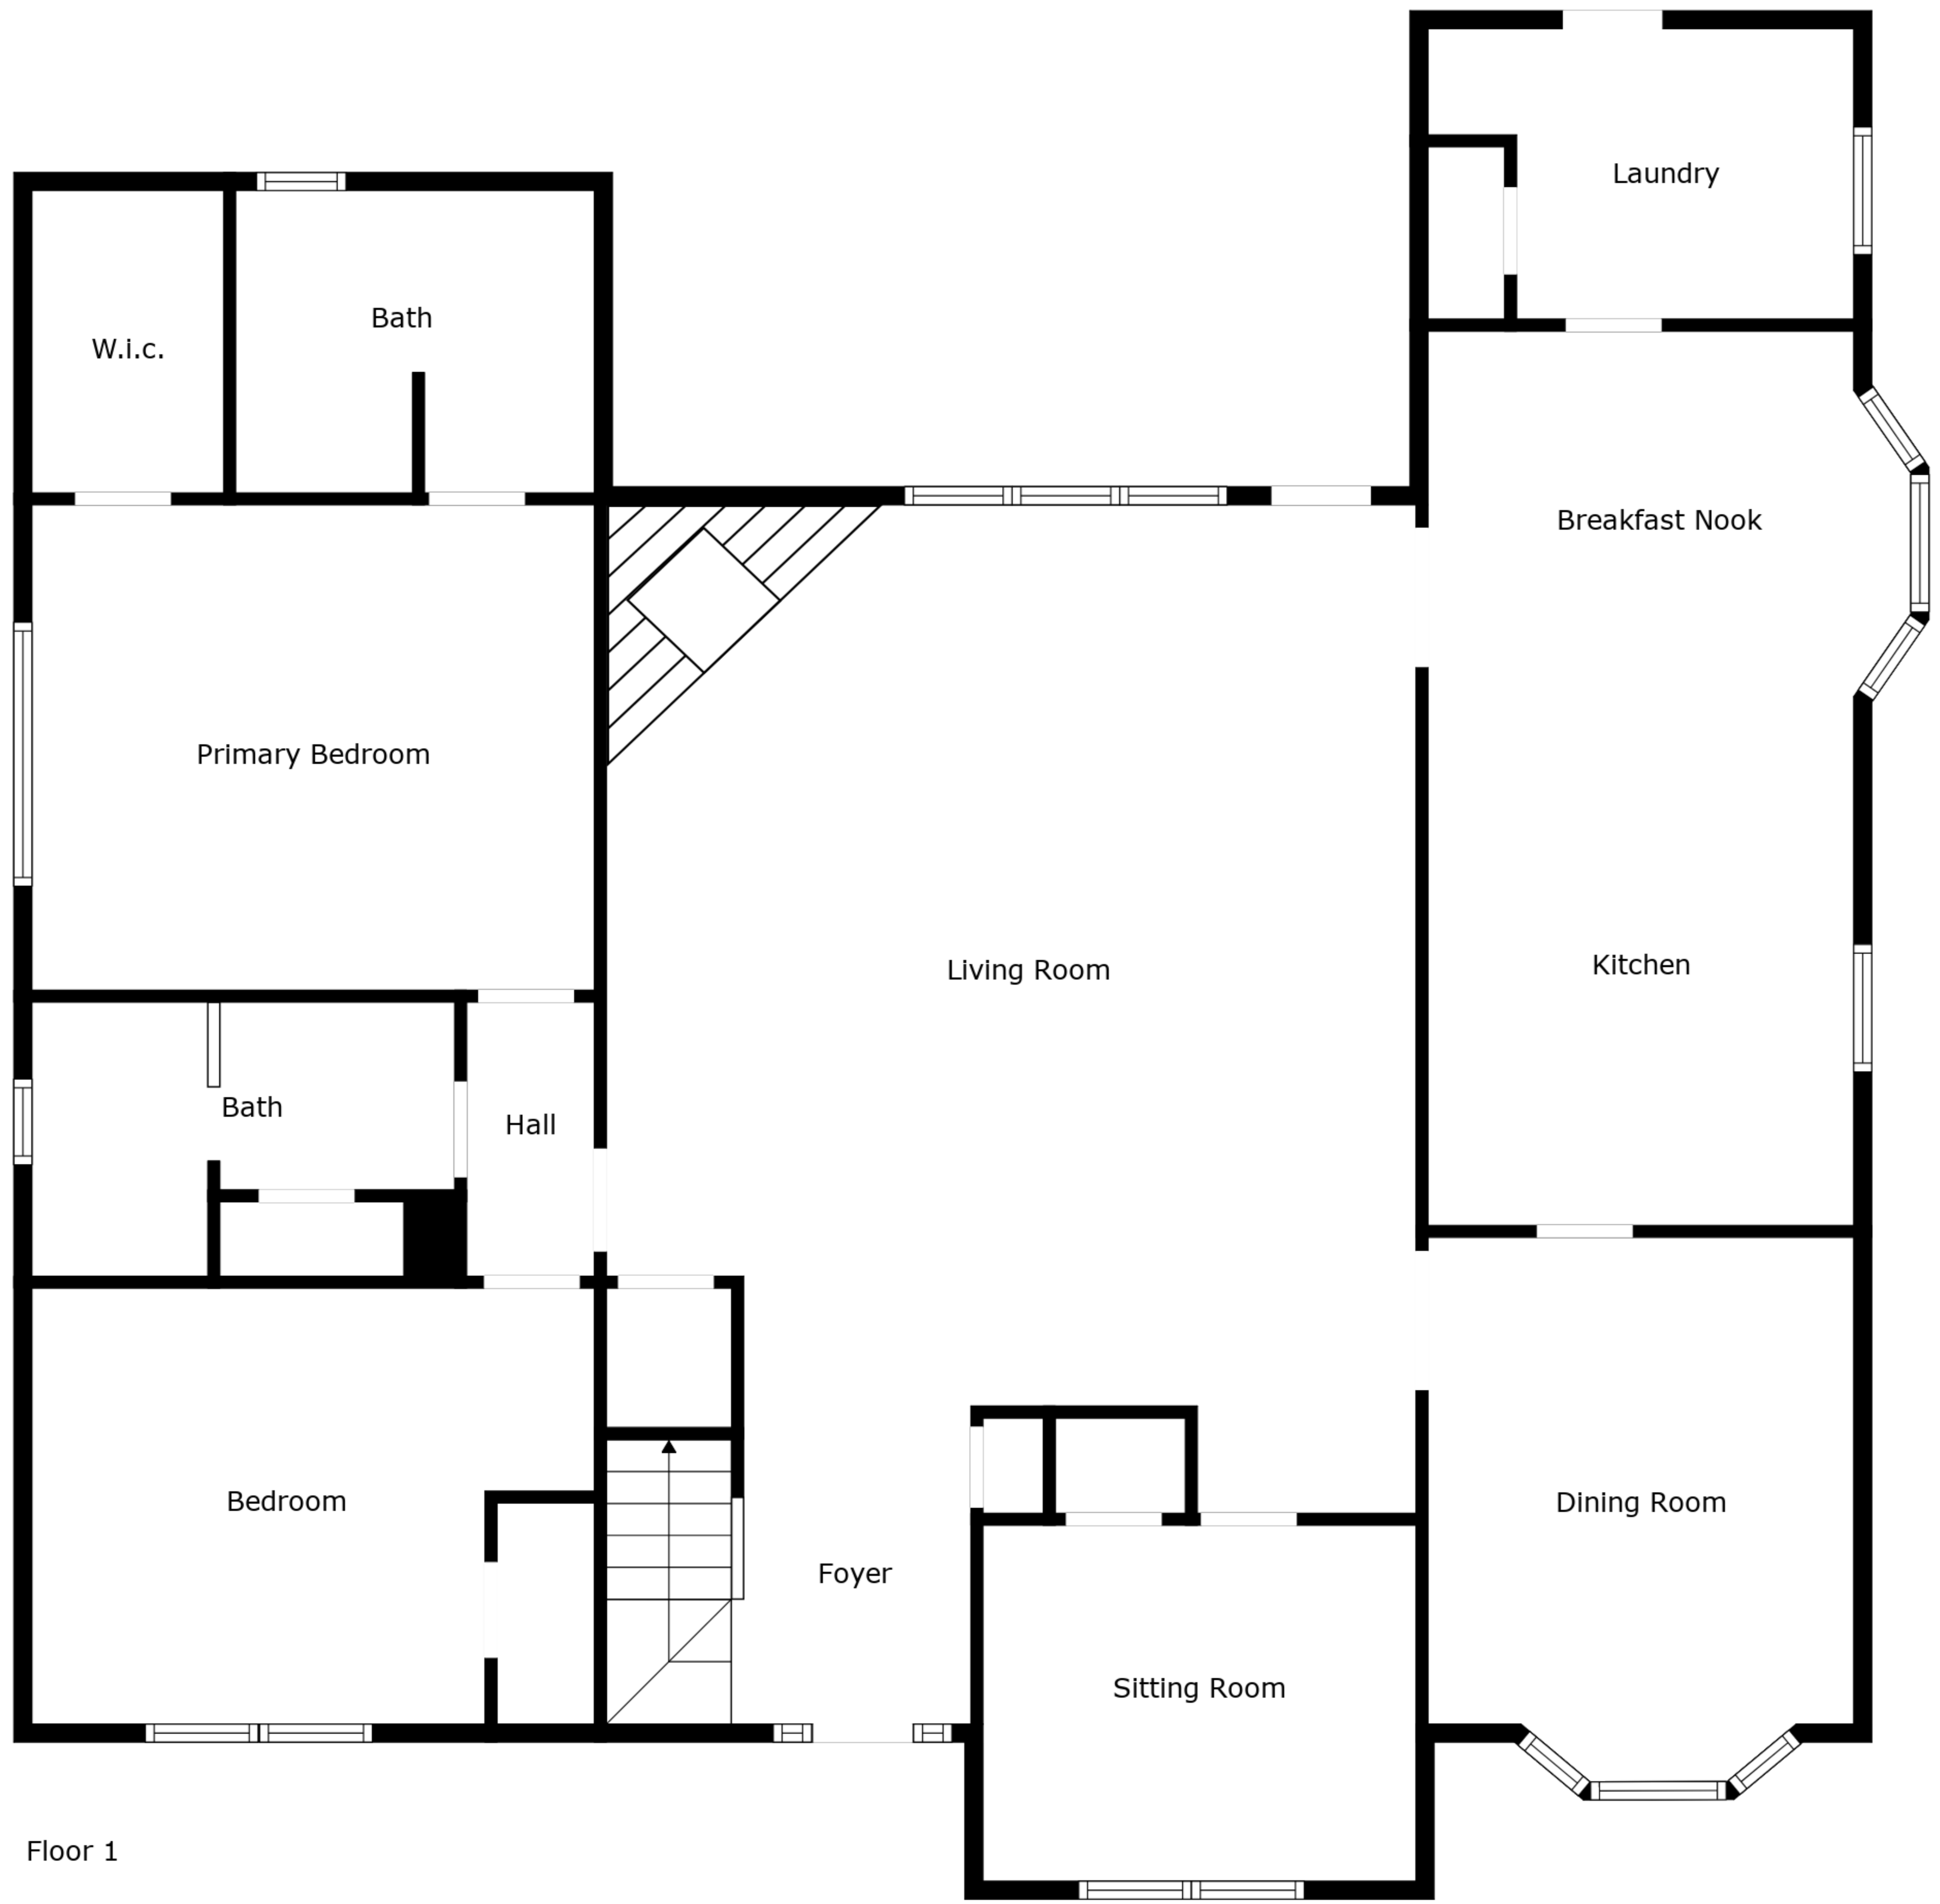 Laundry
Bath
W.i.c.
Breakfast Nook
Primary Bedroom
Living Room
Kitchen
Bath
Hall
Bedroom
Dining Room
Foyer
Sitting Room
Floor 1